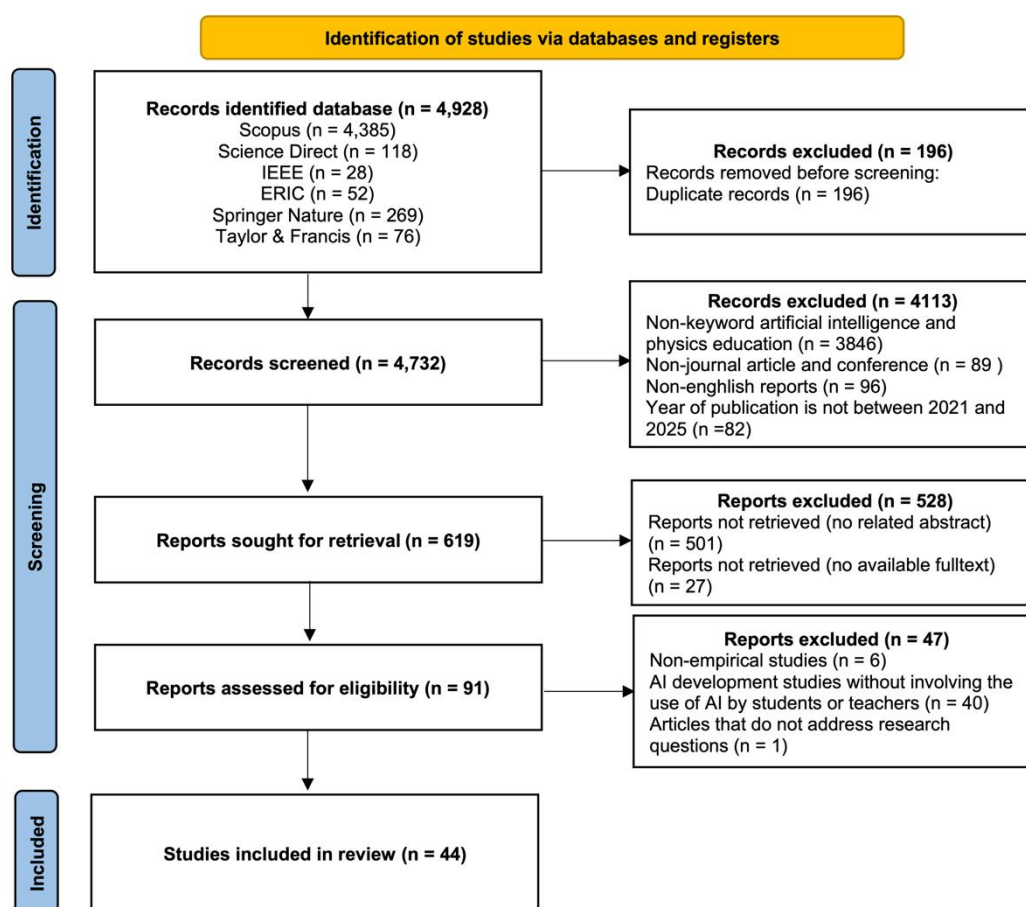 Identification of studies via databases and registers
Identification
Records identified database (n = 4,928)
Scopus (n = 4,385)
Science Direct (n = 118)
IEEE (n = 28)
ERIC (n = 52)
Springer Nature (n = 269)
Taylor & Francis (n = 76)
Records excluded (n = 196)
Records removed before screening:
Duplicate records (n = 196)
Screening
Records screened (n = 4,732)
Records excluded (n = 4113)
Non-keyword artificial intelligence and
physics education (n = 3846)
Non-journal article and conference (n = 89 )
Non-enghlish reports (n = 96)
Year of publication is not between 2021 and
2025 (n =82)
Reports sought for retrieval (n = 619)
Reports excluded (n = 528)
Reports not retrieved (no related abstract)
(n = 501)
Reports not retrieved (no available fulltext)
(n = 27)
Reports assessed for eligibility (n = 91)
Reports excluded (n = 47)
Non-empirical studies (n = 6)
AI development studies without involving the
use of AI by students or teachers (n = 40)
Articles that do not address research
questions (n = 1)
Included
Studies included in review (n = 44)